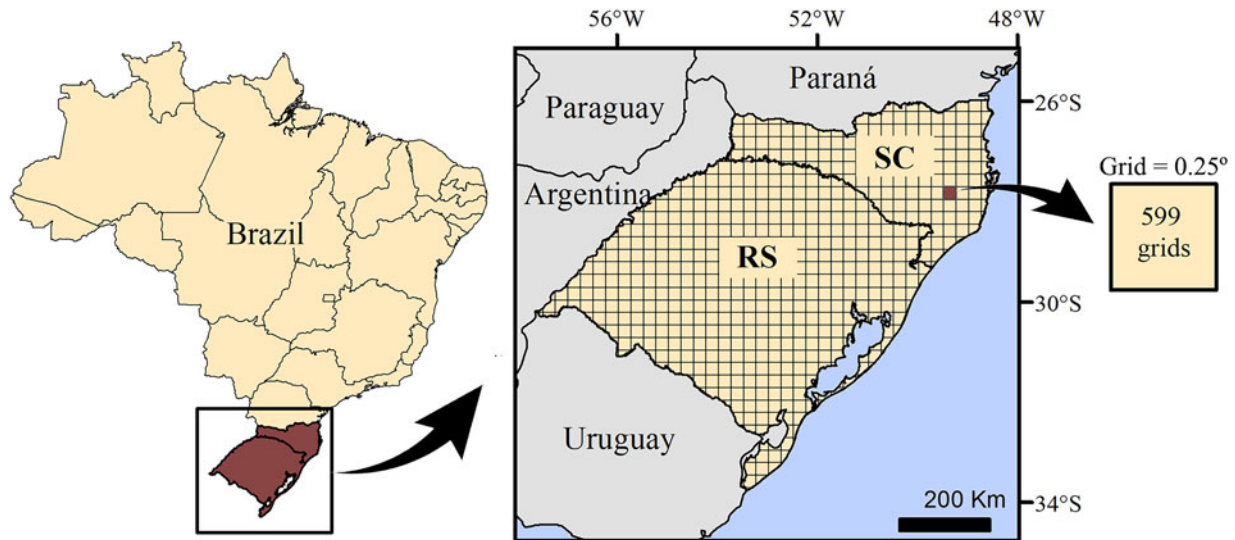 56°W
52°W
48°W
Paraná
Paraguay
26°S
SC
Grid = 0.25º
Argentina
599
grids
Brazil
RS
30°S
Uruguay
200 Km
34°S